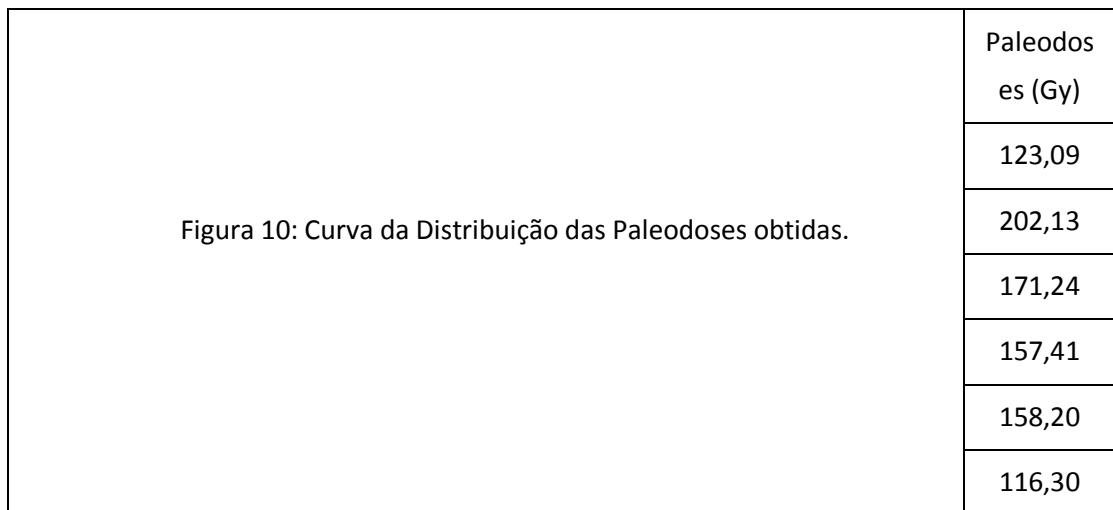 Paleodos
es (Gy)
123,09
Figura 10: Curva da Distribuição das Paleodoses obtidas.
202,13
171,24
157,41
158,20
116,30